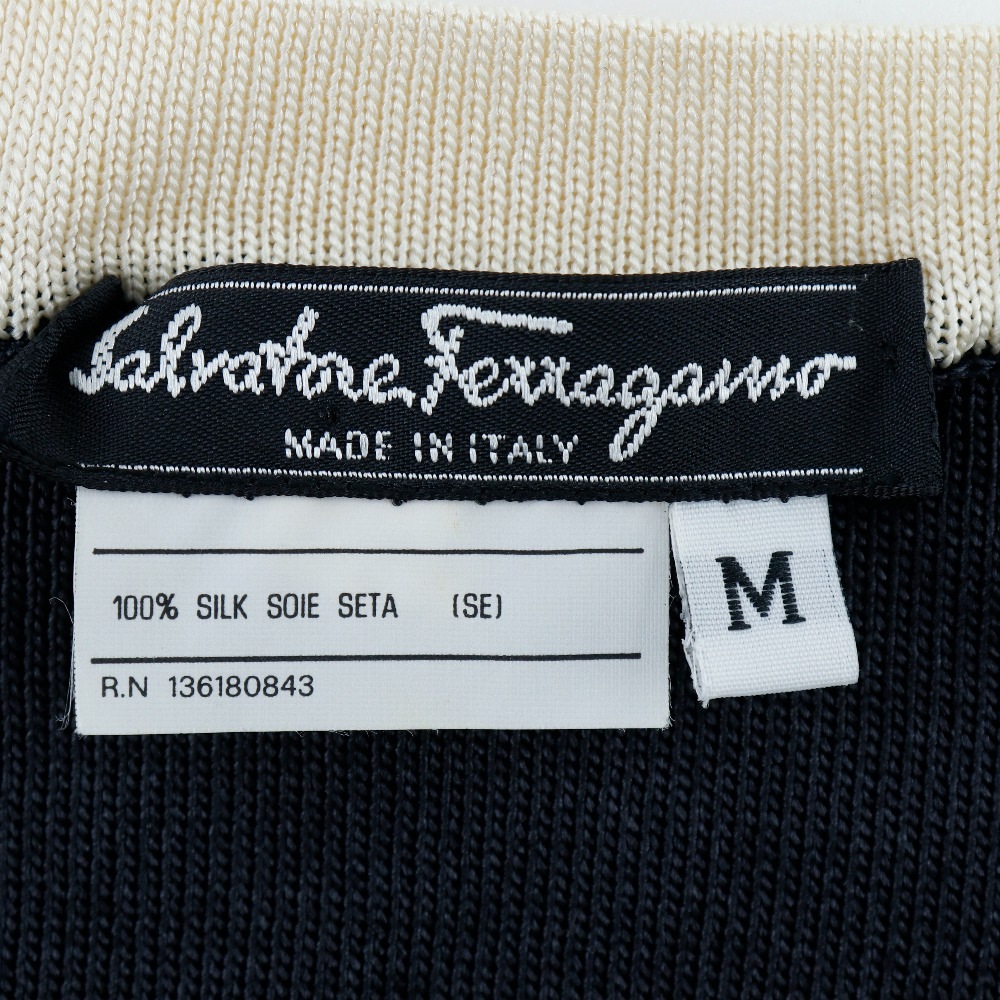 Salvatore Ferragamo
MADE IN ITALY
100% SILK SOIE SETA (SE)
R.N 136180843
M